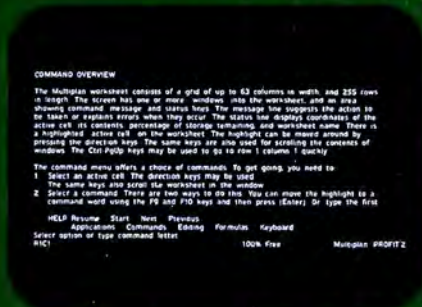 COMMAND OVERVIEW
The Multiplan worksheet consists of a grid of up to 63 columns in width and 255 rows
in length The screen has one or more windows into the worksheet, and an area
showing command message and status lines The message line suggests the action to
be taken or explains errors when they occur The status line displays coordinates of the
active cell its contents, percentage of storage remaining, and worksheet name There is
a highlighted active cell on the worksheet The highlight can be moved around by
pressing the direction keys The same keys are also used for scrolling the contents of
windows The Ctrl-PgUp keys may be used to go to row 1 column 1 quickly
The command menu offers a choice of commands To get going, you need to
1 Select an active cell The direction keys may be used
The same keys also scroll the worksheet in the window
2 Select a command There are two ways to do this You can move the highlight to a
command word using the F9 and F10 keys and then press (Enter) Or type the first
HELP Resume Start Next Previous
Applications Commands Editing Formulas Keyboard
Select option or type command letter
R1C1 100% Free Multiplan PROFIT2